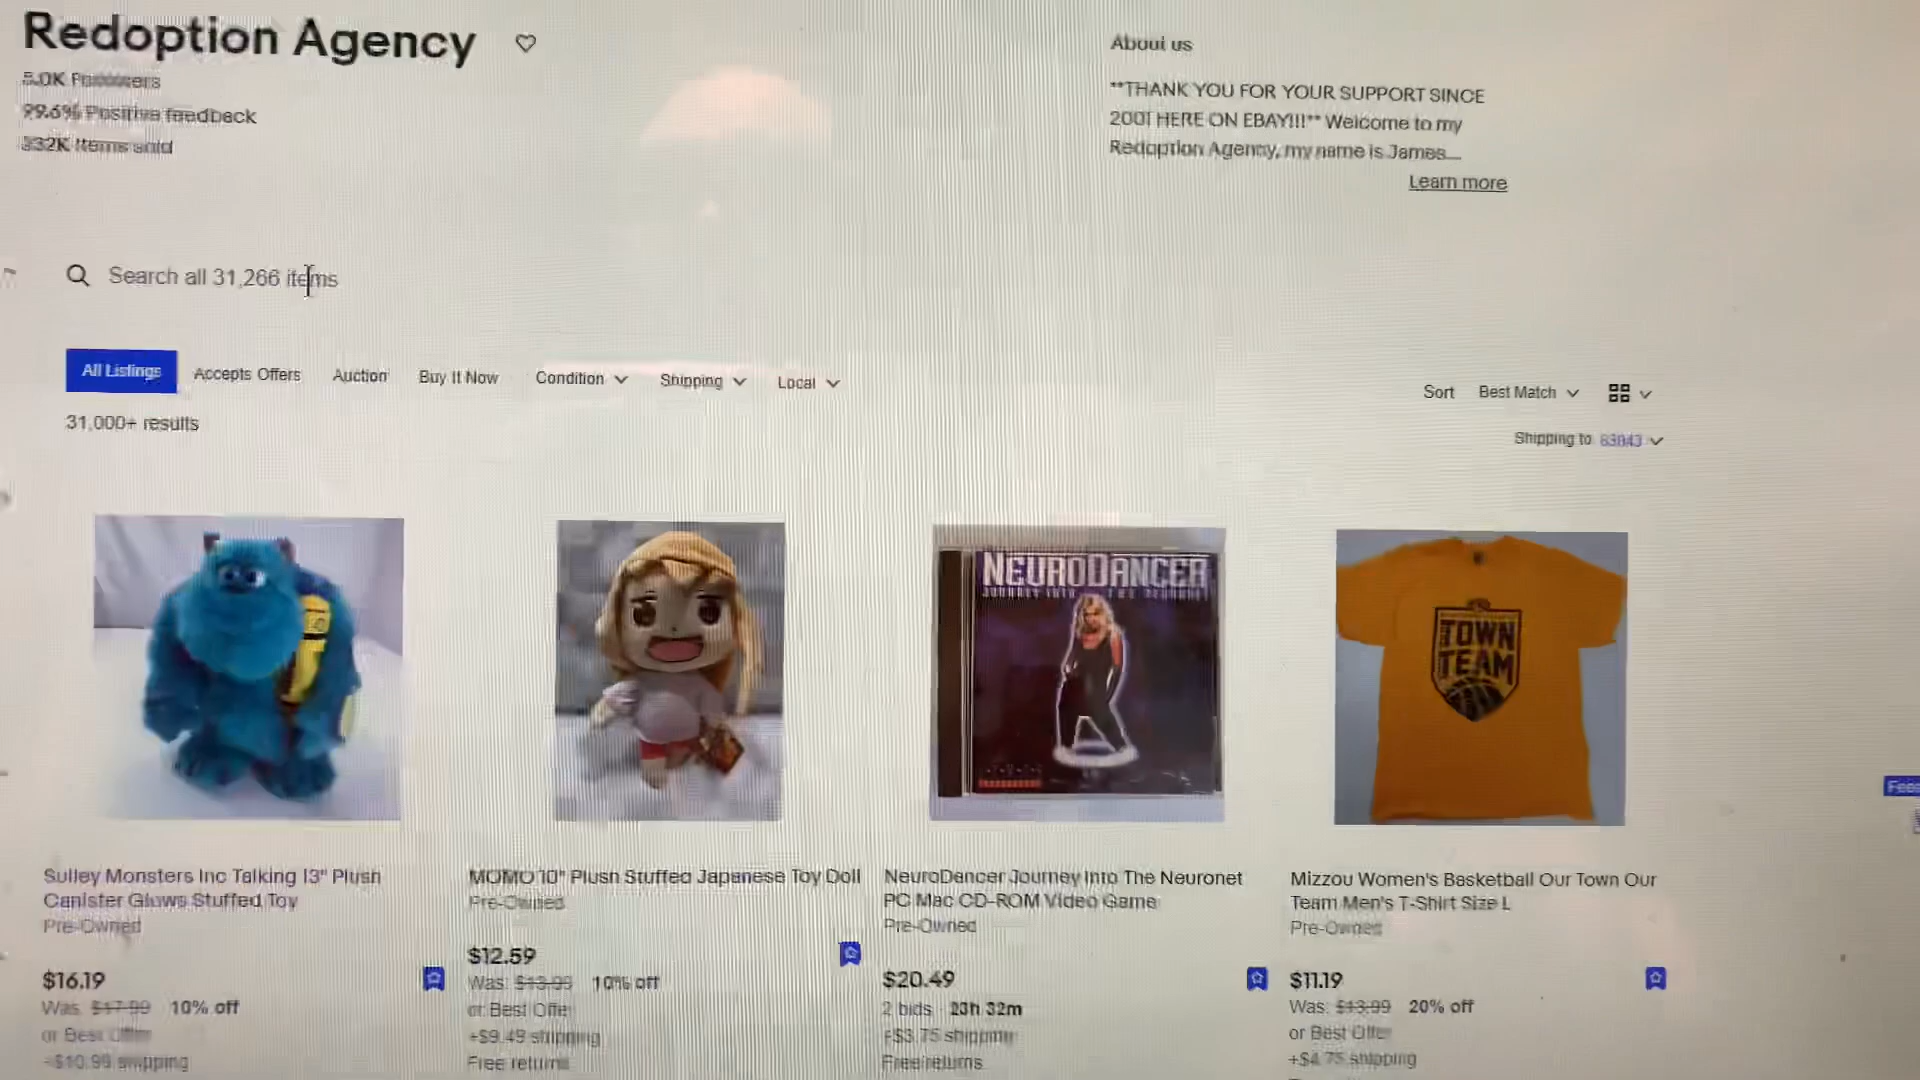 Redoption Agency
5.0K Followers
99.6% Positive feedback
332K Items sold
About us
**THANK YOU FOR YOUR SUPPORT SINCE
2001 HERE ON EBAY!!!** Welcome to my
Redoption Agency, my name is James...
Learn more
Search all 31,266 items
All Listings
Accepts Offers
Auction
Buy It Now
Condition
Shipping
Local
Sort
Best Match
31,000+ results
Shipping to 63043
NEURODANCER
JOURNEY INTO THE NEURONET
TOWN
TEAM
Sulley Monsters Inc Talking 13" Plush
Canister Glows Stuffed Toy
Pre-Owned
$16.19
Was: $17.99 10% off
or Best Offer
+$10.99 shipping
MOMO 10" Plush Stuffed Japanese Toy Doll
Pre-Owned
$12.59
Was: $13.99 10% off
or Best Offer
+$9.49 shipping
Free returns
NeuroDancer Journey Into The Neuronet
PC Mac CD-ROM Video Game
Pre-Owned
$20.49
2 bids · 23h 32m
+$3.75 shipping
Free returns
Mizzou Women's Basketball Our Town Our
Team Men's T-Shirt Size L
Pre-Owned
$11.19
Was: $13.99 20% off
or Best Offer
+$4.75 shipping